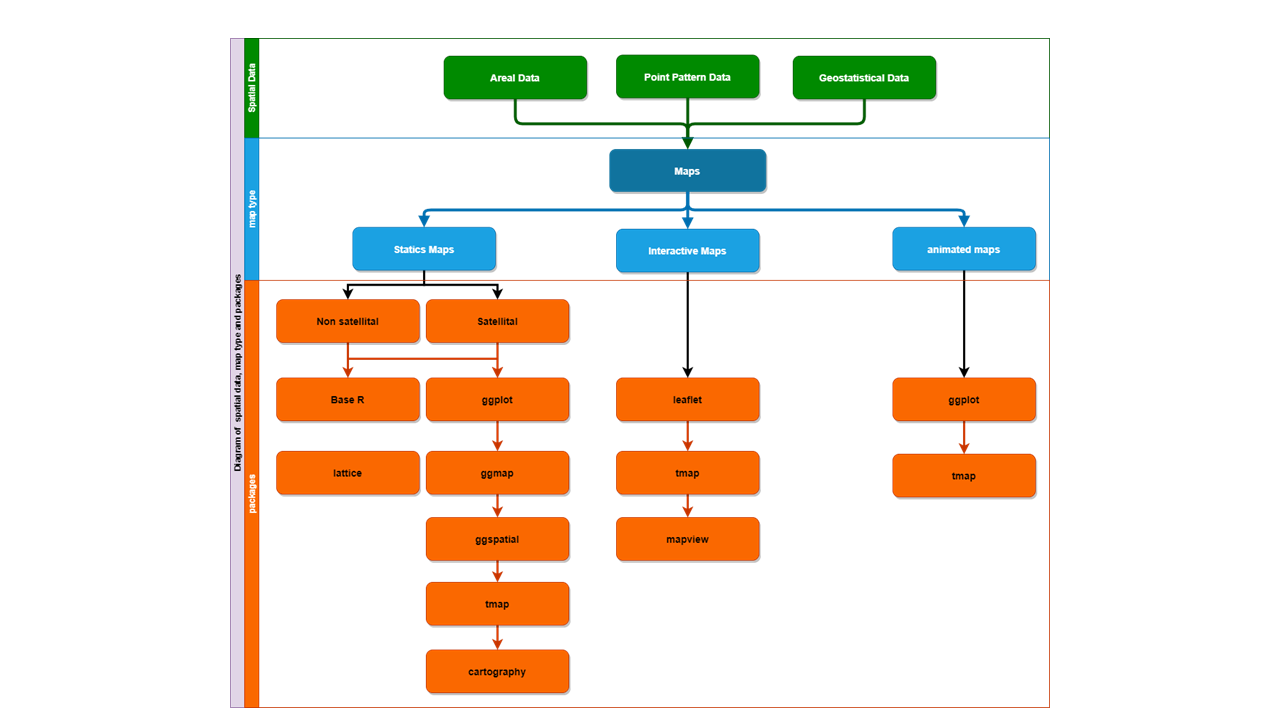 Diagram of spatial data, map type and packages
Spatial Data
Areal Data
Point Pattern Data
Geostatistical Data
map type
Maps
Statics Maps
Interactive Maps
animated maps
packages
Non satellital
Satellital
Base R
ggplot
leaflet
ggplot
lattice
ggmap
tmap
tmap
ggspatial
mapview
tmap
cartography